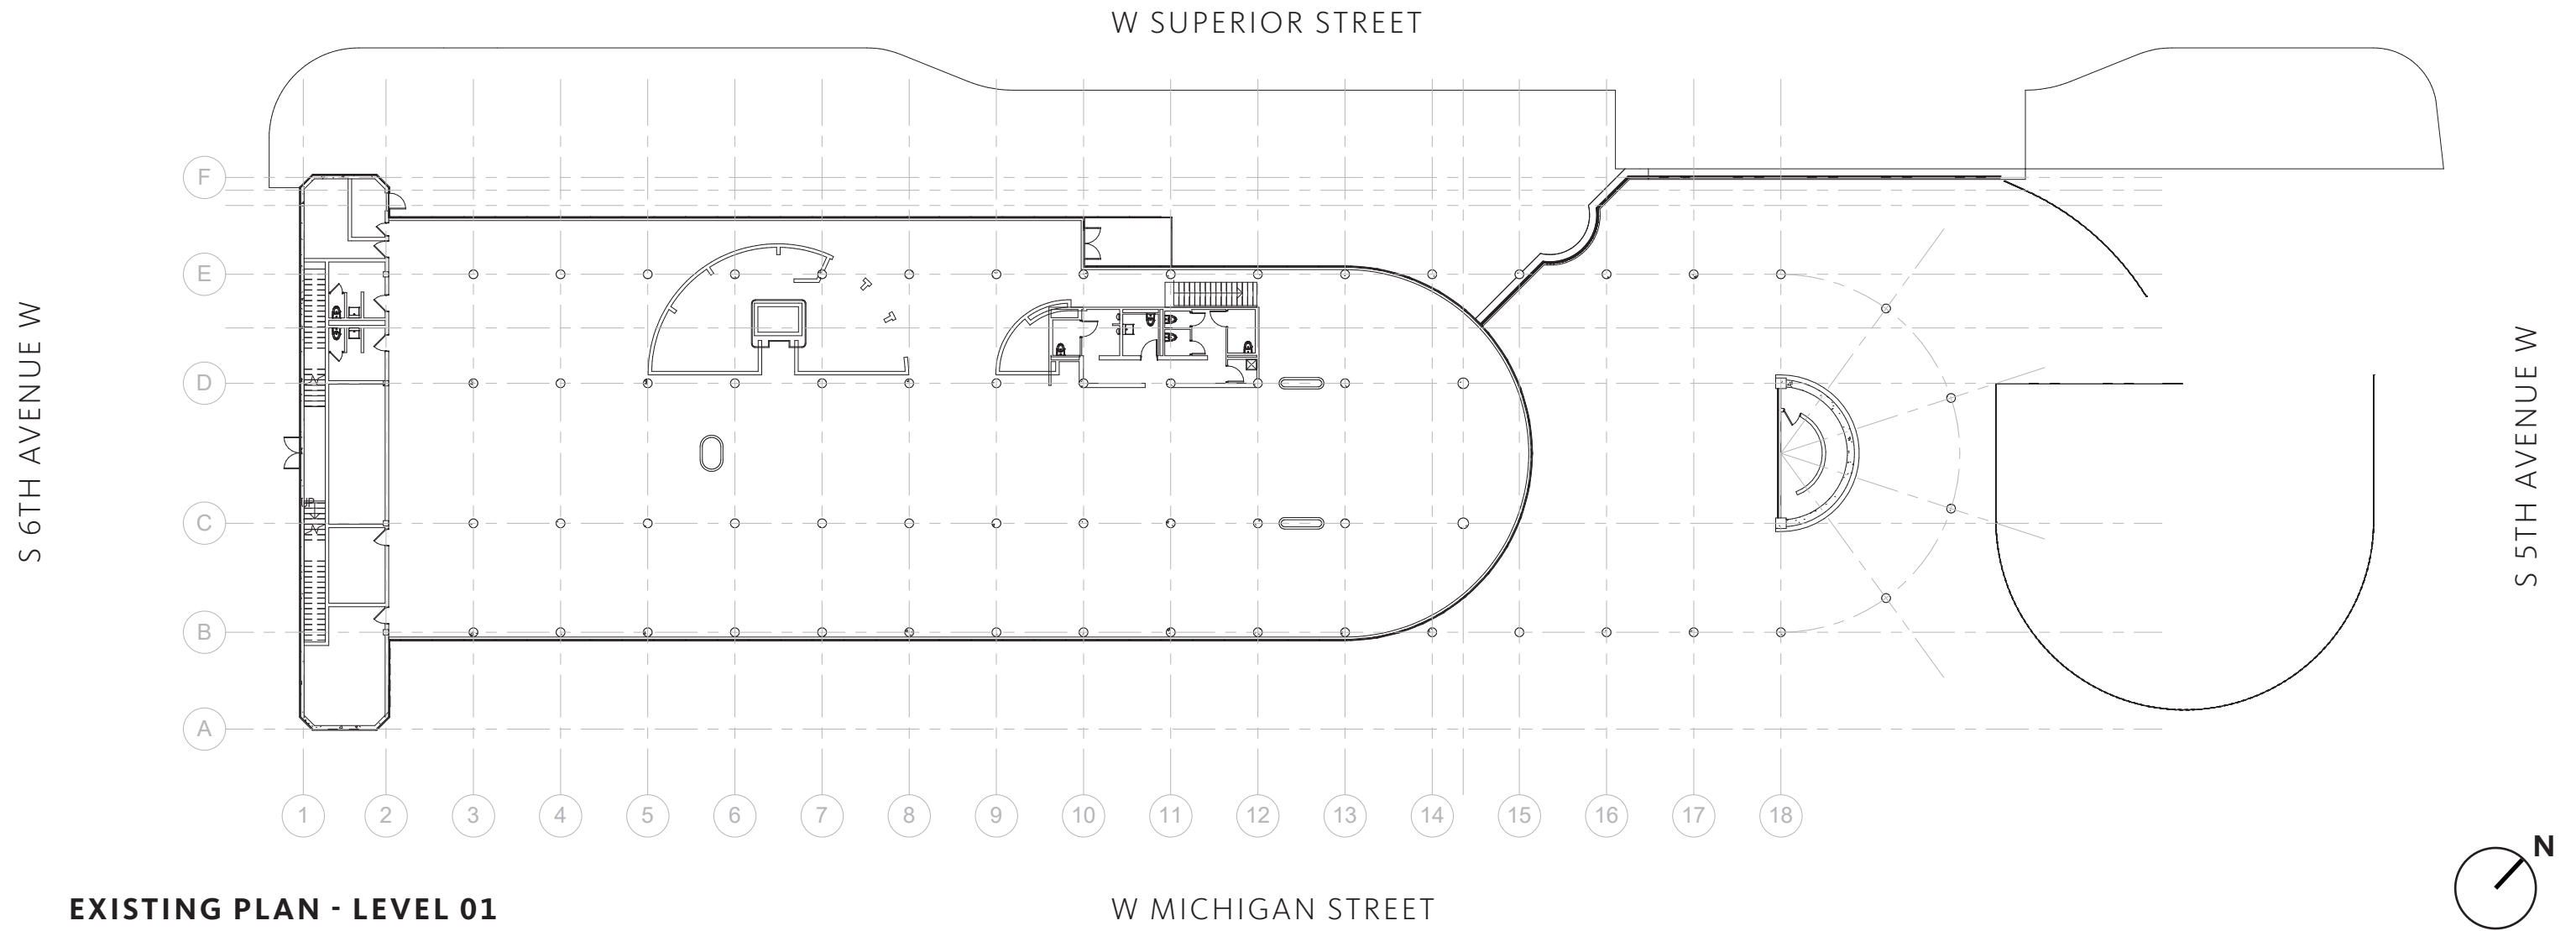 W SUPERIOR STREET
F
E
D
C
B
A
S 6TH AVENUE W
S 5TH AVENUE W
UP
1 2 3 4 5 6 7 8 9 10 11 12 13 14 15 16 17 18
N
EXISTING PLAN - LEVEL 01
W MICHIGAN STREET